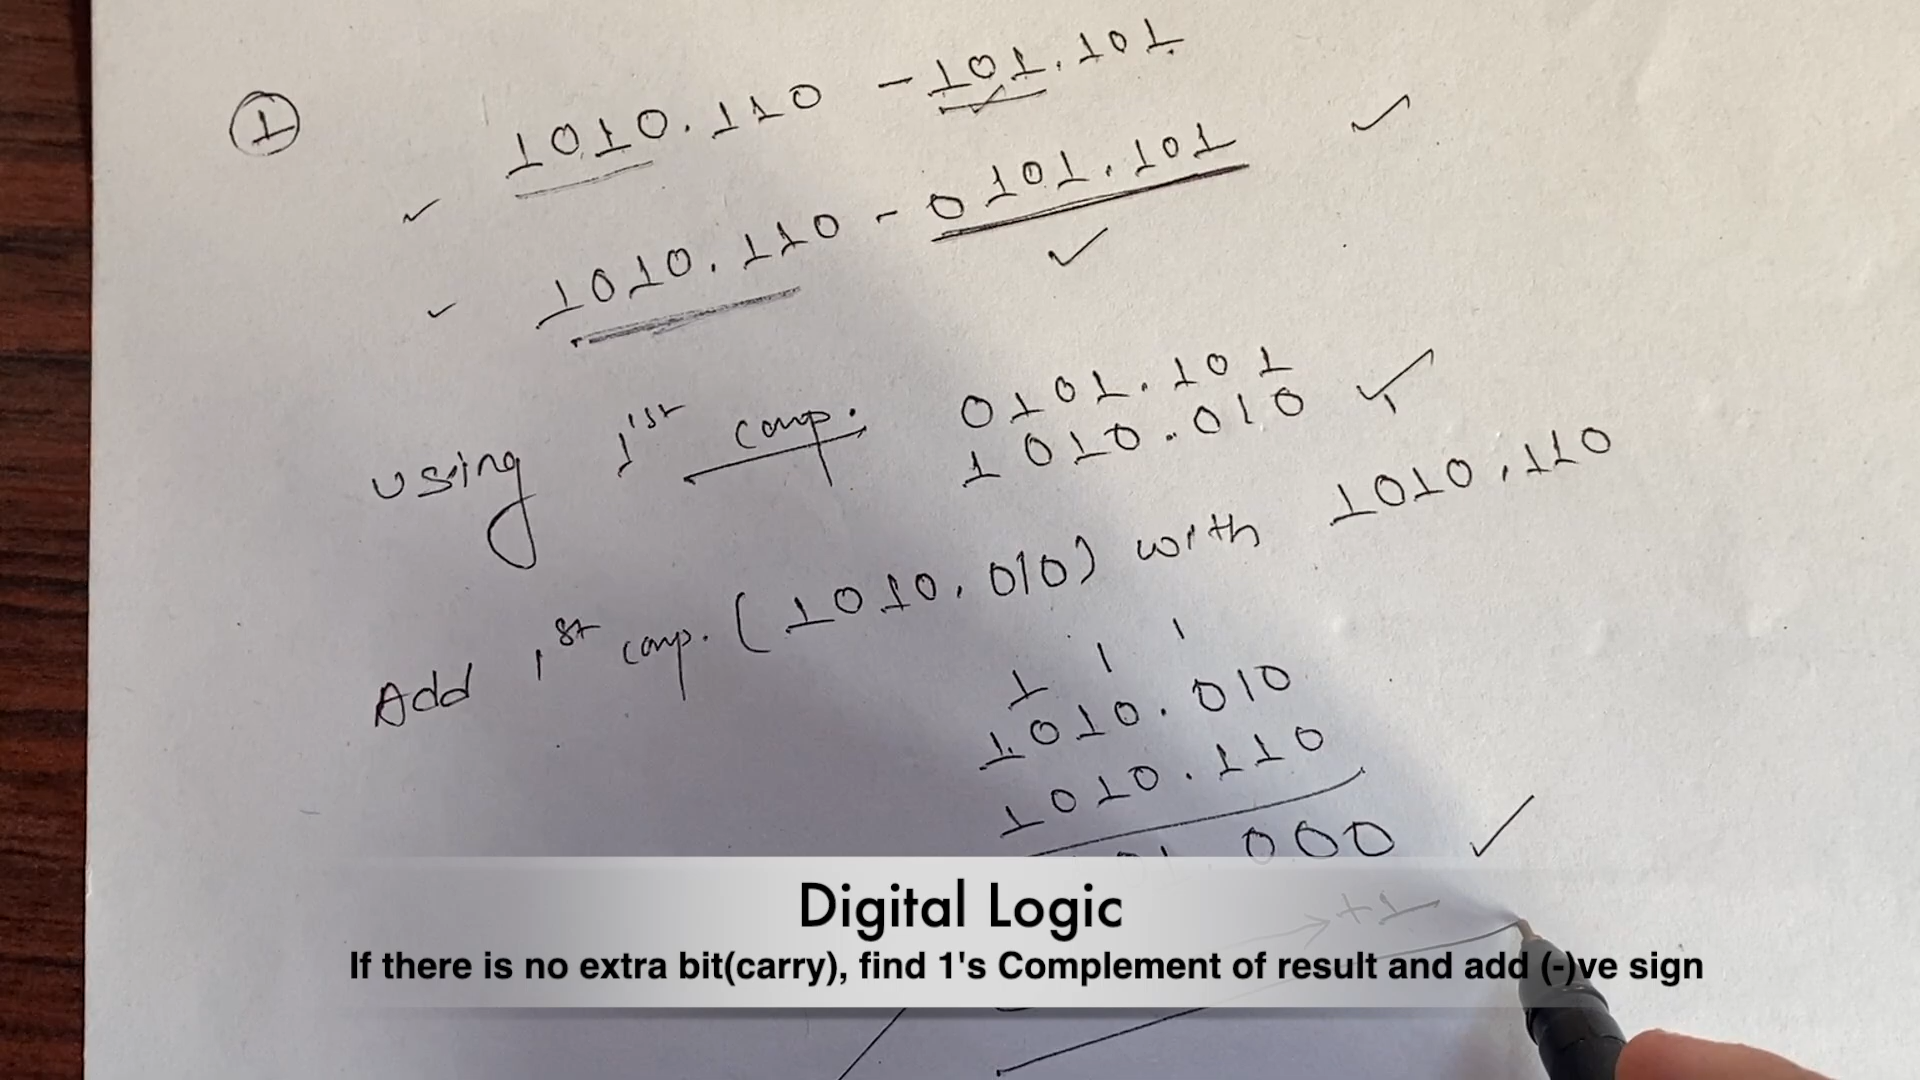 1
1010.110 - 101.101
1010.110 - 0101.101
using 1'st comp. 0101.101
1010.010
Add 1st comp. (1010.010) with 1010.110
1 1 1
1010.010
1010.110
000
+1
Digital Logic
If there is no extra bit(carry), find 1's Complement of result and add (-)ve sign